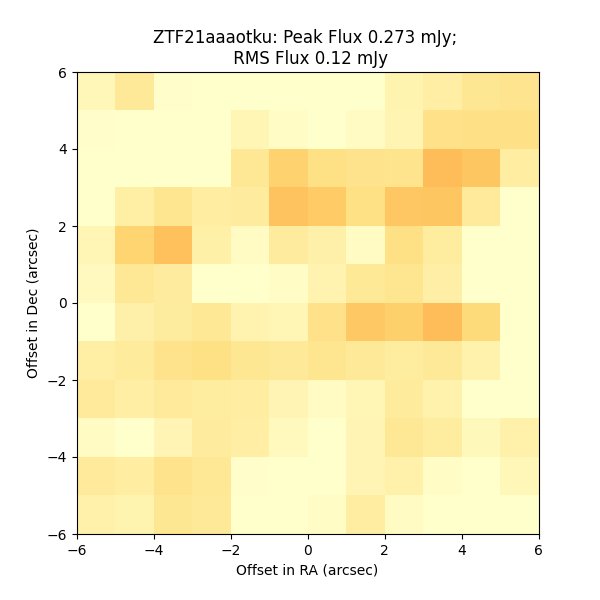 ZTF21aaaotku: Peak Flux 0.273 mJy;
RMS Flux 0.12 mJy
6
4
2
0
−2
−4
−6
Offset in Dec (arcsec)
−6 −4 −2 0 2 4 6
Offset in RA (arcsec)